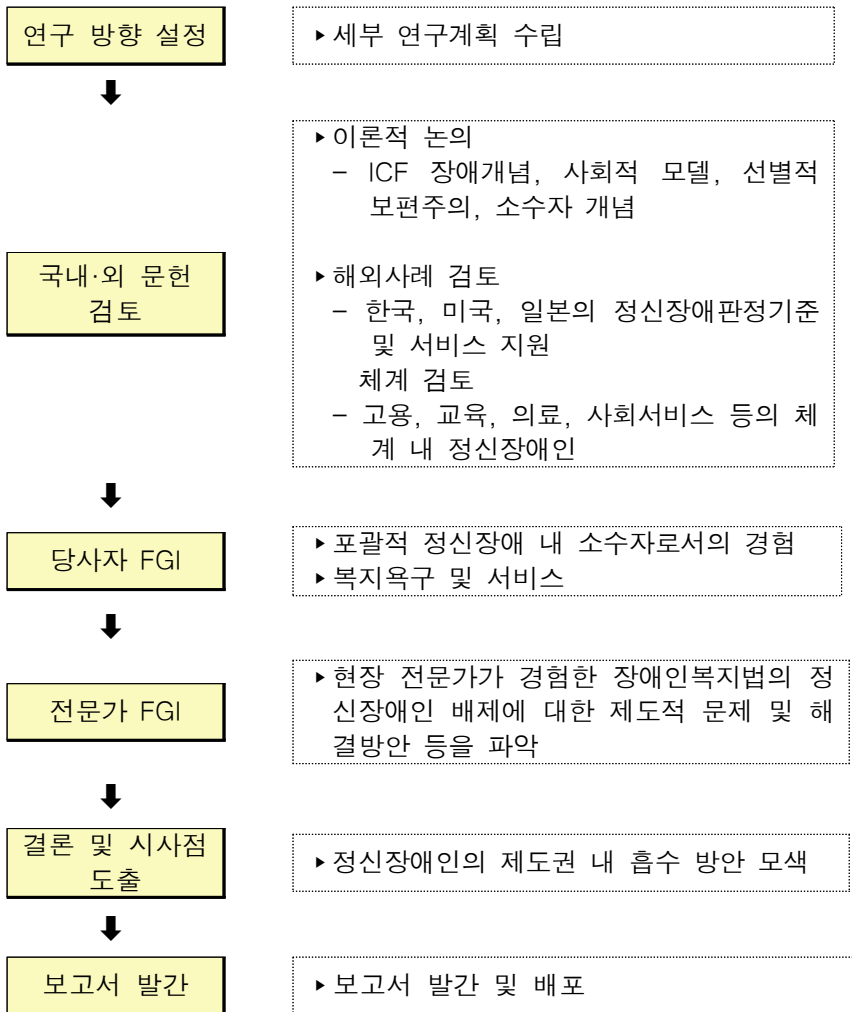 연구 방향 설정
▸세부 연구계획 수립
⬇
국내·외 문헌
검토
▸이론적 논의
− ICF 장애개념, 사회적 모델, 선별적
보편주의, 소수자 개념
▸해외사례 검토
− 한국, 미국, 일본의 정신장애판정기준
및 서비스 지원
체계 검토
− 고용, 교육, 의료, 사회서비스 등의 체
계 내 정신장애인
⬇
당사자 FGI
▸포괄적 정신장애 내 소수자로서의 경험
▸복지욕구 및 서비스
⬇
전문가 FGI
▸현장 전문가가 경험한 장애인복지법의 정
신장애인 배제에 대한 제도적 문제 및 해
결방안 등을 파악
⬇
결론 및 시사점
도출
▸정신장애인의 제도권 내 흡수 방안 모색
⬇
보고서 발간
▸보고서 발간 및 배포